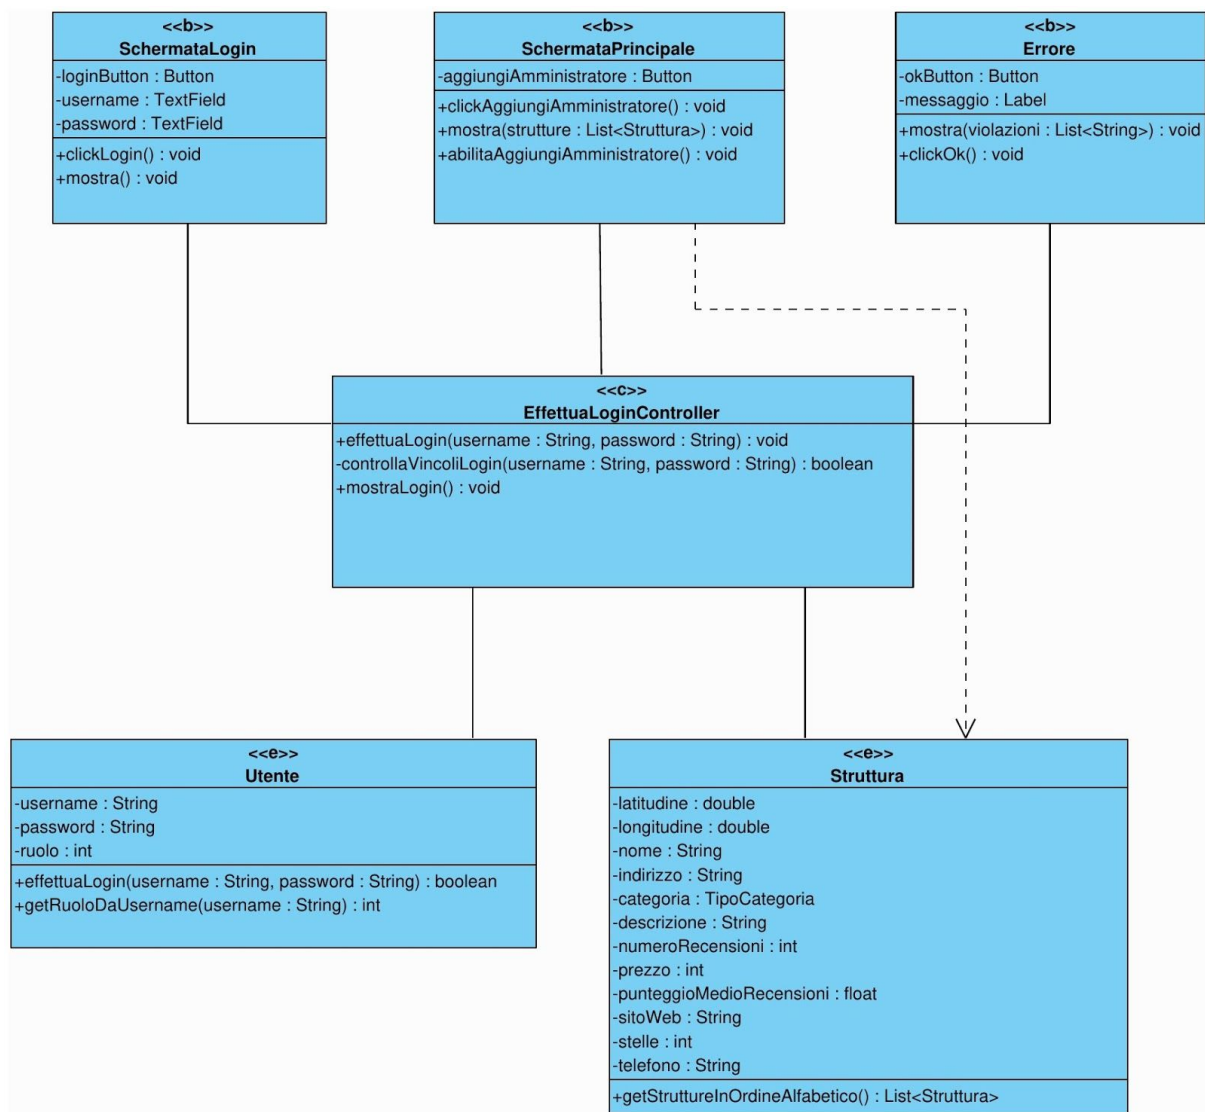 <<b>>
SchermataLogin
-loginButton : Button
-username : TextField
-password : TextField
+clickLogin() : void
+mostra() : void
<<b>>
SchermataPrincipale
-aggiungiAmministratore : Button
+clickAggiungiAmministratore() : void
+mostra(strutture : List<Struttura>) : void
+abilitaAggiungiAmministratore() : void
<<b>>
Errore
-okButton : Button
-messaggio : Label
+mostra(violazioni : List<String>) : void
+clickOk() : void
<<c>>
EffettuaLoginController
+effettuaLogin(username : String, password : String) : void
-controllaVincoliLogin(username : String, password : String) : boolean
+mostraLogin() : void
<<e>>
Utente
-username : String
-password : String
-ruolo : int
+effettuaLogin(username : String, password : String) : boolean
+getRuoloDaUsername(username : String) : int
<<e>>
Struttura
-latitudine : double
-longitudine : double
-nome : String
-indirizzo : String
-categoria : TipoCategoria
-descrizione : String
-numeroRecensioni : int
-prezzo : int
-punteggioMedioRecensioni : float
-sitoWeb : String
-stelle : int
-telefono : String
+getStruttureInOrdineAlfabetico() : List<Struttura>